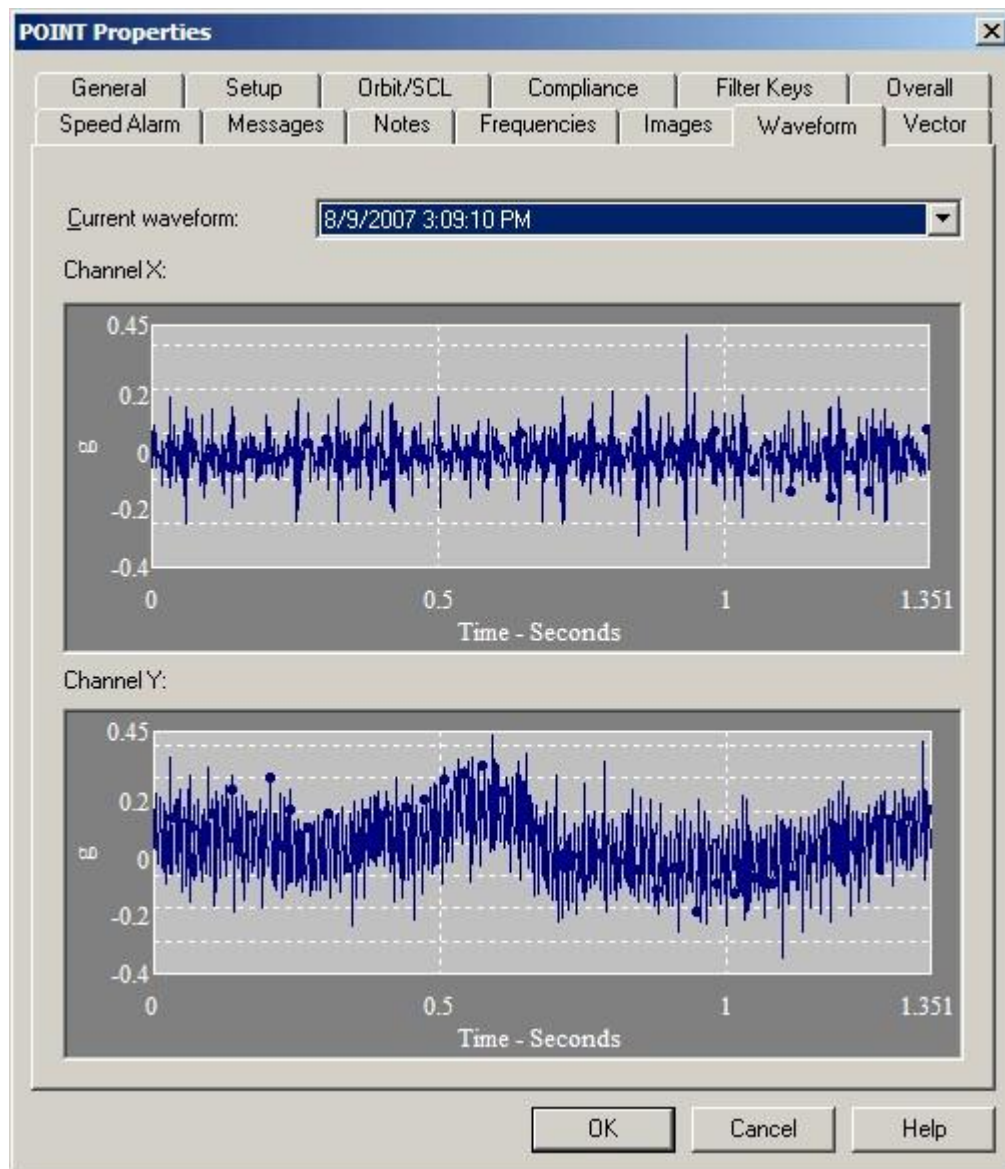 POINT Properties
General Setup Orbit/SCL Compliance Filter Keys Overall
Speed Alarm Messages Notes Frequencies Images Waveform Vector
Current waveform: 8/9/2007 3:09:10 PM
Channel X:
0.45
0.2
g
0
-0.2
-0.4
0 0.5 1 1.351
Time - Seconds
Channel Y:
0.45
0.2
g
0
-0.2
-0.4
0 0.5 1 1.351
Time - Seconds
OK Cancel Help